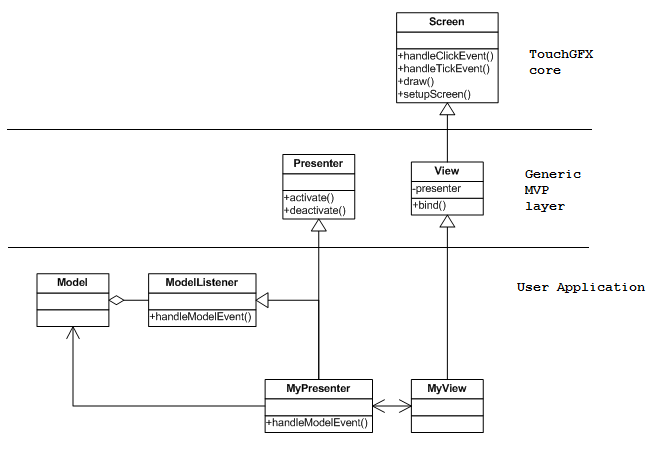 Screen
+handleClickEvent()
+handleTickEvent()
+draw()
+setupScreen()
TouchGFX
core
Presenter
+activate()
+deactivate()
View
-presenter
+bind()
Generic
MVP
layer
Model
ModelListener
+handleModelEvent()
User Application
MyPresenter
+handleModelEvent()
MyView